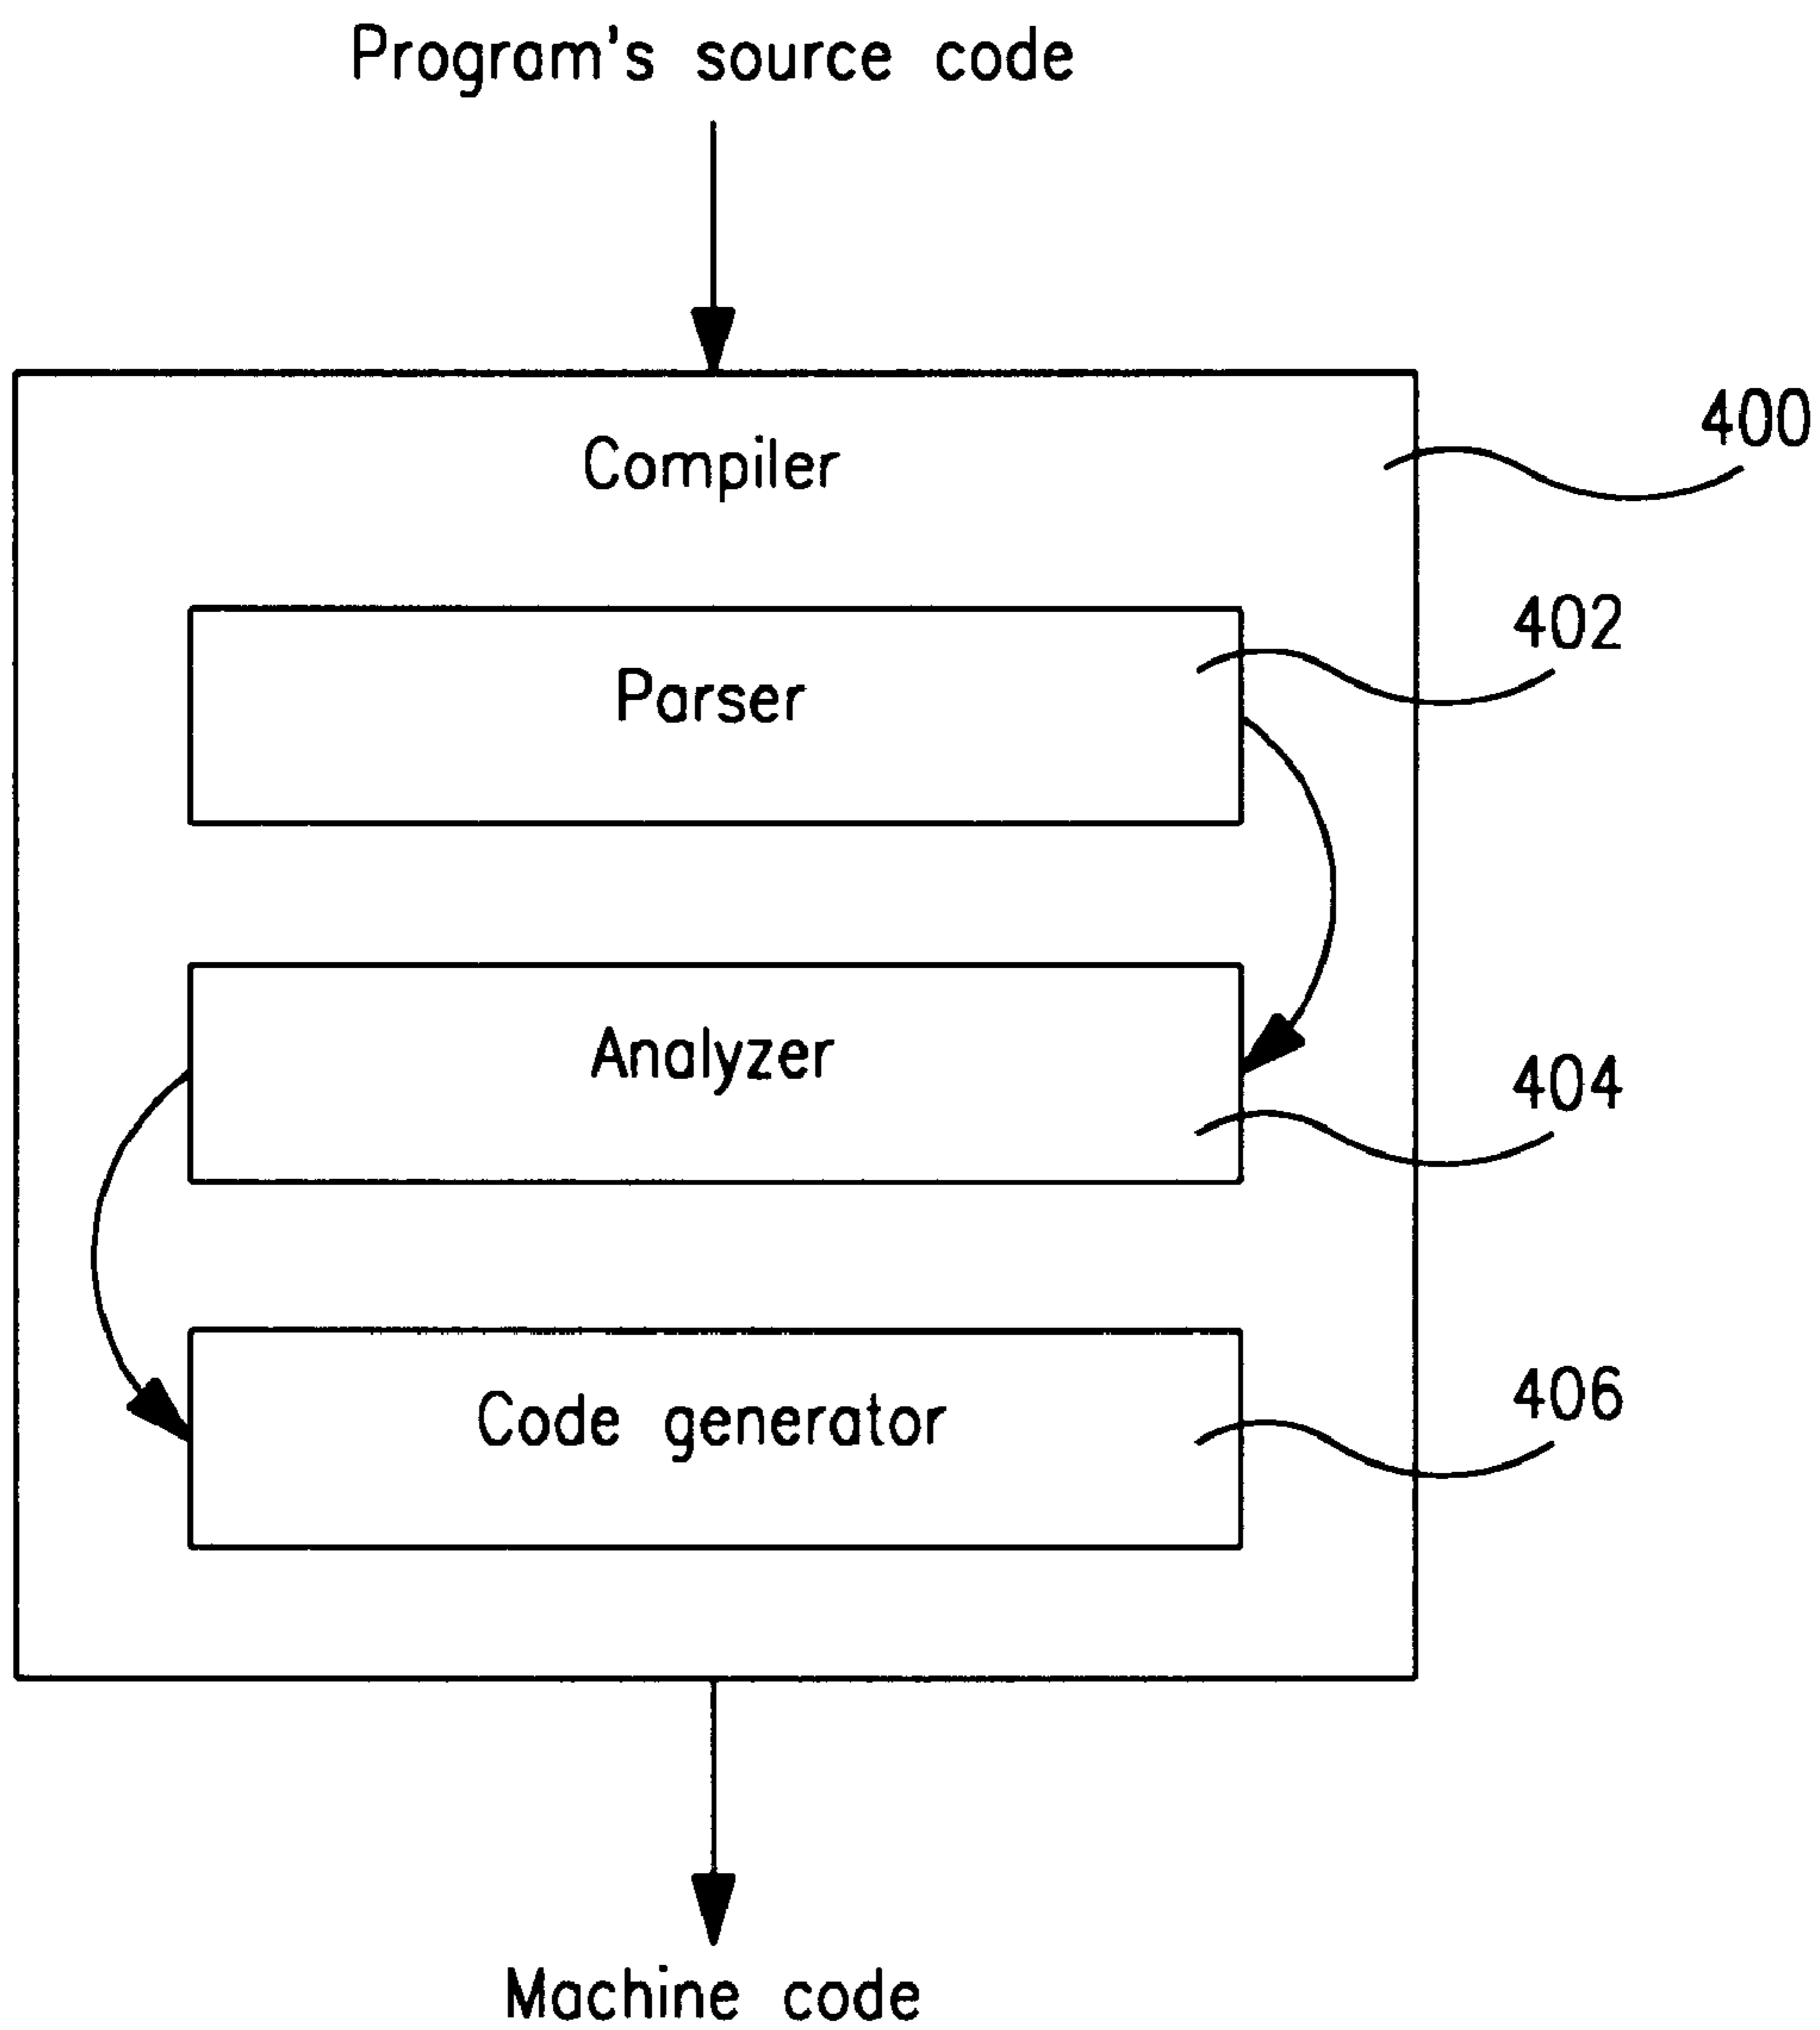 Program's source code
400
Compiler
402
Parser
Analyzer
404
406
Code generator
Machine code